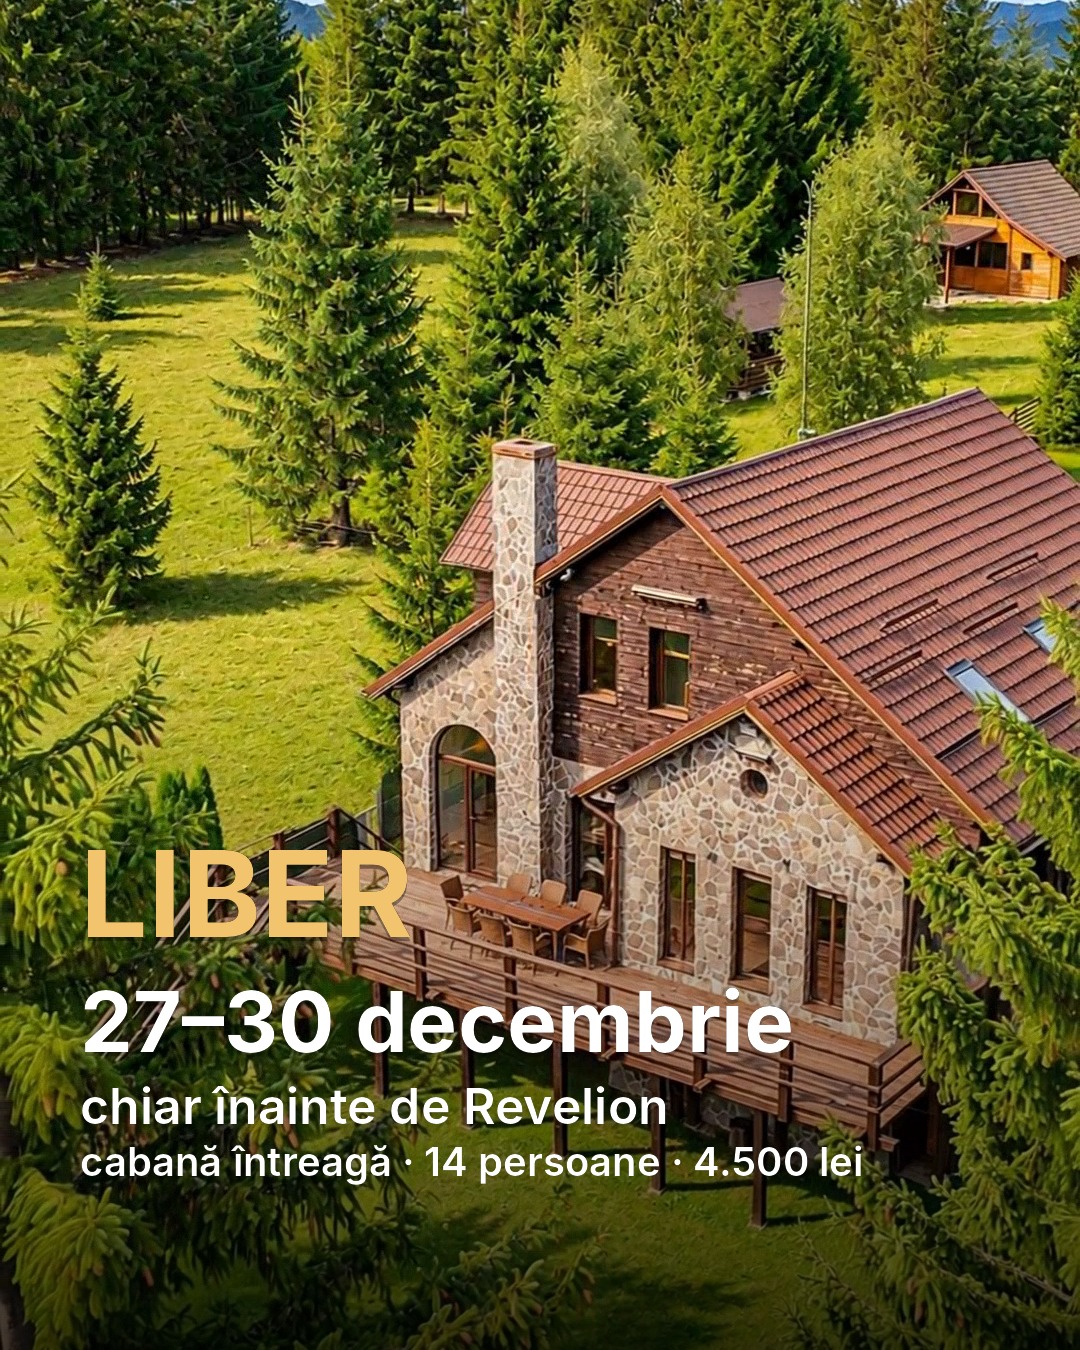 LIBER
27–30 decembrie
chiar înainte de Revelion
cabană întreagă · 14 persoane · 4.500 lei